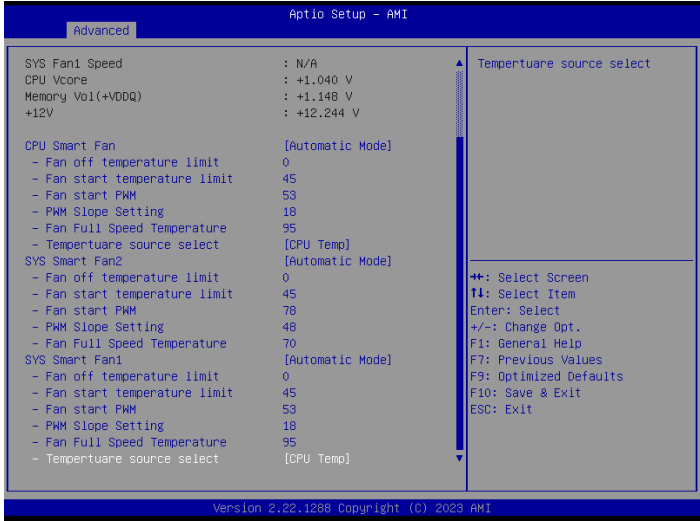 Aptio Setup – AMI
Advanced
SYS Fan1 Speed : N/A
CPU Vcore : +1.040 V
Memory Vol(+VDDQ) : +1.148 V
+12V : +12.244 V
CPU Smart Fan [Automatic Mode]
– Fan off temperature limit 0
– Fan start temperature limit 45
– Fan start PWM 53
– PWM Slope Setting 18
– Fan Full Speed Temperature 95
– Tempertuare source select [CPU Temp]
SYS Smart Fan2 [Automatic Mode]
– Fan off temperature limit 0
– Fan start temperature limit 45
– Fan start PWM 78
– PWM Slope Setting 48
– Fan Full Speed Temperature 70
SYS Smart Fan1 [Automatic Mode]
– Fan off temperature limit 0
– Fan start temperature limit 45
– Fan start PWM 53
– PWM Slope Setting 18
– Fan Full Speed Temperature 95
– Tempertuare source select [CPU Temp]
Tempertuare source select
→←: Select Screen
↑↓: Select Item
Enter: Select
+/-: Change Opt.
F1: General Help
F7: Previous Values
F9: Optimized Defaults
F10: Save & Exit
ESC: Exit
Version 2.22.1288 Copyright (C) 2023 AMI